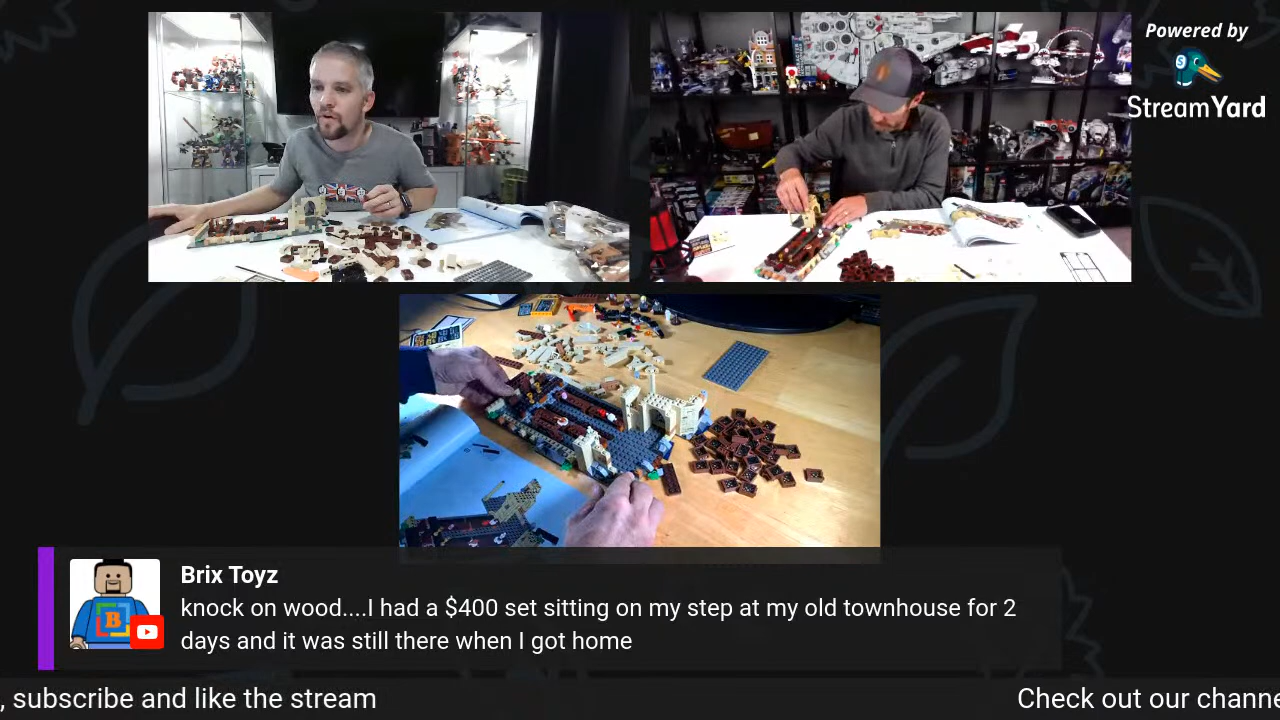 Powered by
StreamYard
Brix Toyz
knock on wood....I had a $400 set sitting on my step at my old townhouse for 2
days and it was still there when I got home
, subscribe and like the stream
Check out our channe